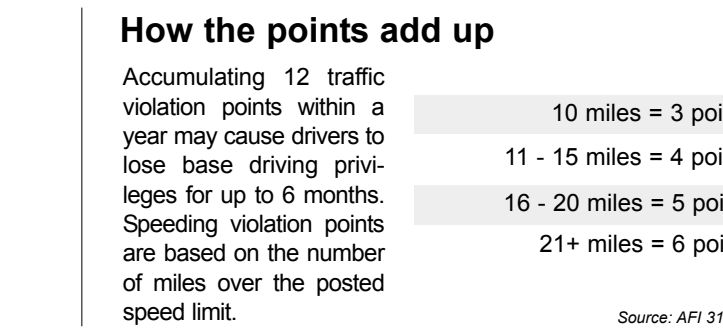 How the points add up
Accumulating 12 traffic
violation points within a
year may cause drivers to
lose base driving privi-
leges for up to 6 months.
Speeding violation points
are based on the number
of miles over the posted
speed limit.
10 miles = 3 poi
11 - 15 miles = 4 poi
16 - 20 miles = 5 poi
21+ miles = 6 poi
Source: AFI 31